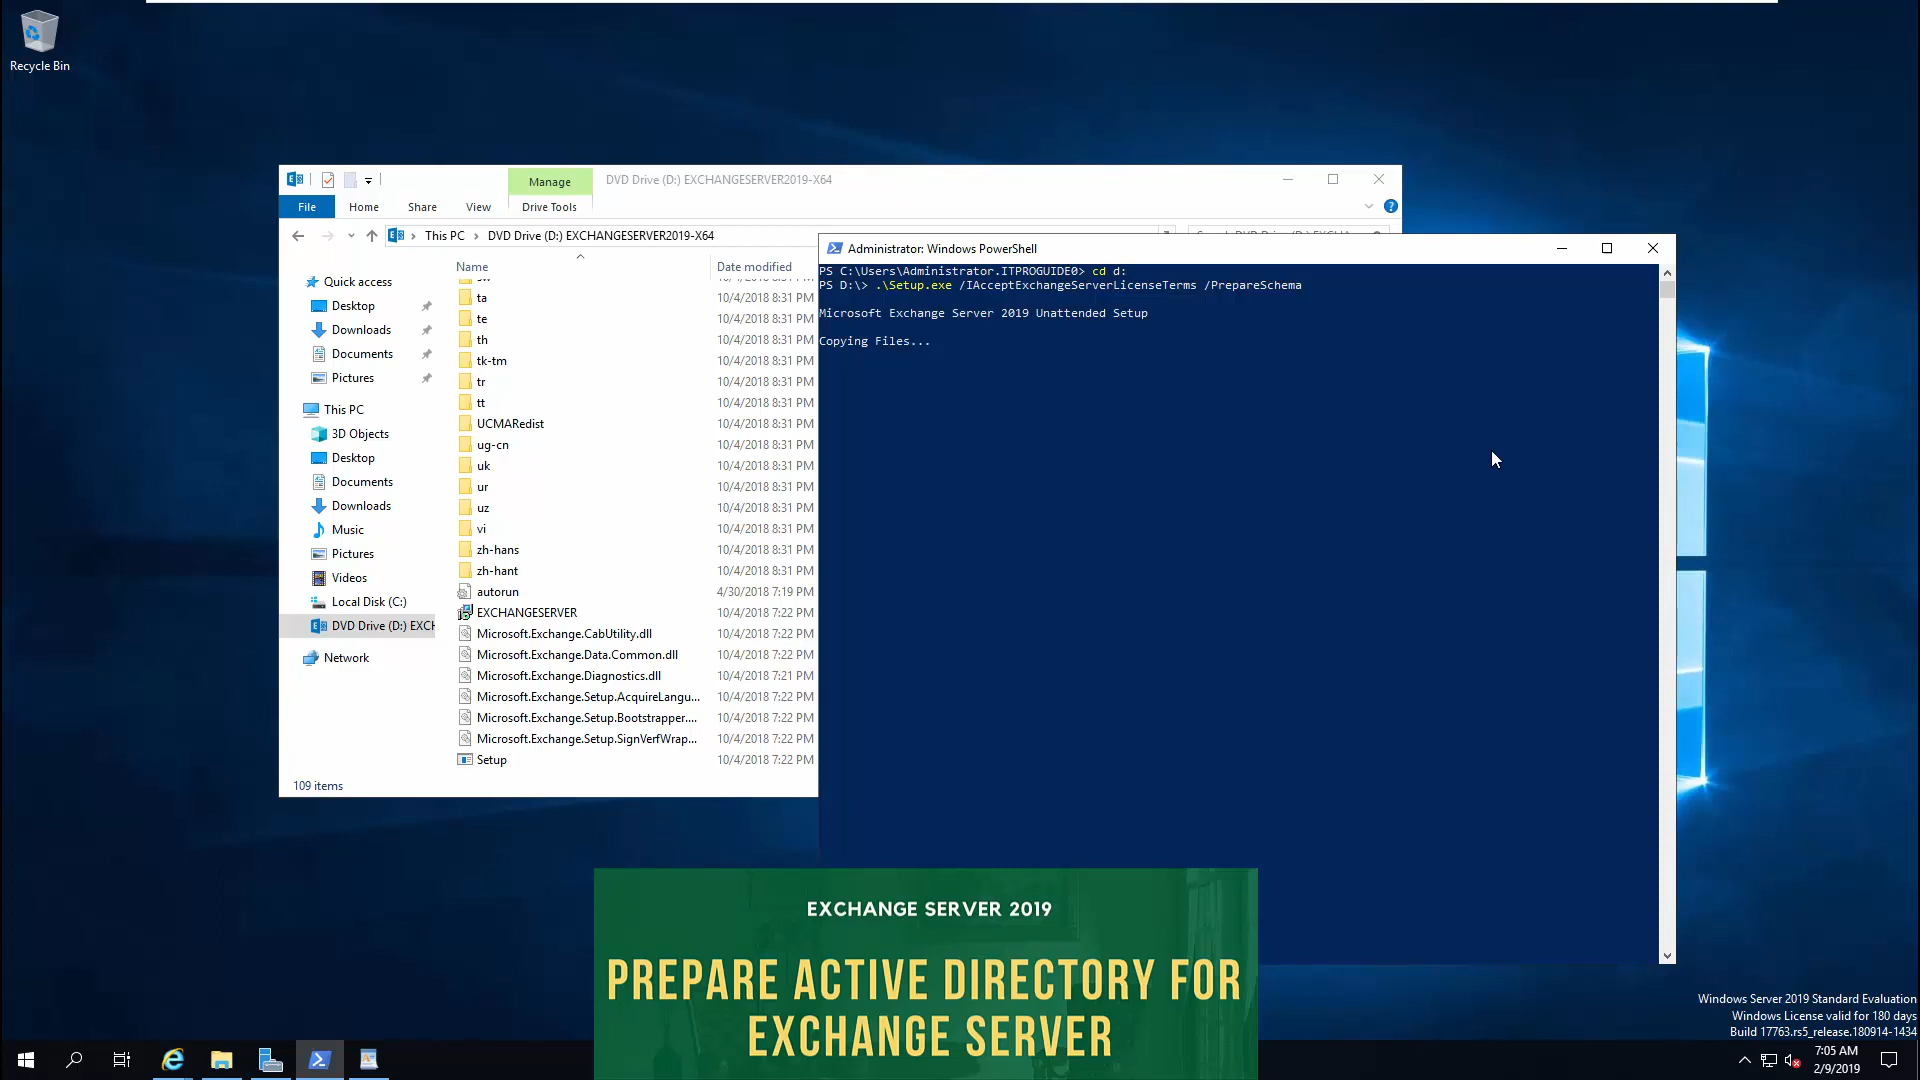 Recycle Bin
Manage
DVD Drive (D:) EXCHANGESERVER2019-X64
File
Home
Share
View
Drive Tools
This PC
DVD Drive (D:) EXCHANGESERVER2019-X64
Name
Date modified
Quick access
Desktop
Downloads
Documents
Pictures
This PC
3D Objects
Desktop
Documents
Downloads
Music
Pictures
Videos
Local Disk (C:)
DVD Drive (D:) EXCH
Network
ta 10/4/2018 8:31 PM
te 10/4/2018 8:31 PM
th 10/4/2018 8:31 PM
tk-tm 10/4/2018 8:31 PM
tr 10/4/2018 8:31 PM
tt 10/4/2018 8:31 PM
UCMARedist 10/4/2018 8:31 PM
ug-cn 10/4/2018 8:31 PM
uk 10/4/2018 8:31 PM
ur 10/4/2018 8:31 PM
uz 10/4/2018 8:31 PM
vi 10/4/2018 8:31 PM
zh-hans 10/4/2018 8:31 PM
zh-hant 10/4/2018 8:31 PM
autorun 4/30/2018 7:19 PM
EXCHANGESERVER 10/4/2018 7:22 PM
Microsoft.Exchange.CabUtility.dll 10/4/2018 7:22 PM
Microsoft.Exchange.Data.Common.dll 10/4/2018 7:22 PM
Microsoft.Exchange.Diagnostics.dll 10/4/2018 7:21 PM
Microsoft.Exchange.Setup.AcquireLangu... 10/4/2018 7:22 PM
Microsoft.Exchange.Setup.Bootstrapper.... 10/4/2018 7:22 PM
Microsoft.Exchange.Setup.SignVerfWrap... 10/4/2018 7:22 PM
Setup 10/4/2018 7:22 PM
109 items
Administrator: Windows PowerShell
PS C:\Users\Administrator.ITPROGUIDE0> cd d:
PS D:\> .\Setup.exe /IAcceptExchangeServerLicenseTerms /PrepareSchema
Microsoft Exchange Server 2019 Unattended Setup
Copying Files...
EXCHANGE SERVER 2019
PREPARE ACTIVE DIRECTORY FOR
EXCHANGE SERVER
Windows Server 2019 Standard Evaluation
Windows License valid for 180 days
Build 17763.rs5_release.180914-1434
7:05 AM
2/9/2019